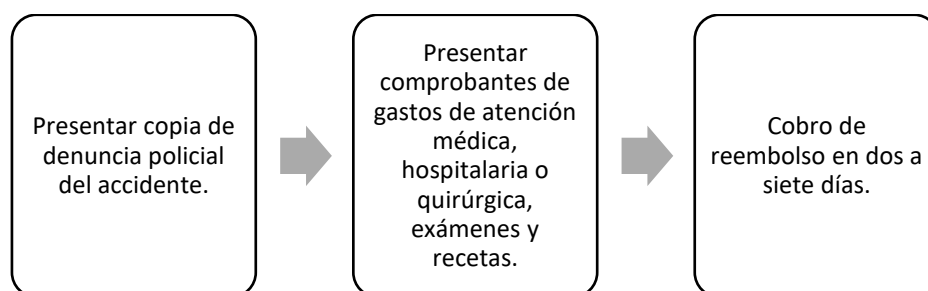 Presentar copia de
denuncia policial
del accidente.
Presentar
comprobantes de
gastos de atención
médica,
hospitalaria o
quirúrgica,
exámenes y
recetas.
Cobro de
reembolso en dos a
siete días.